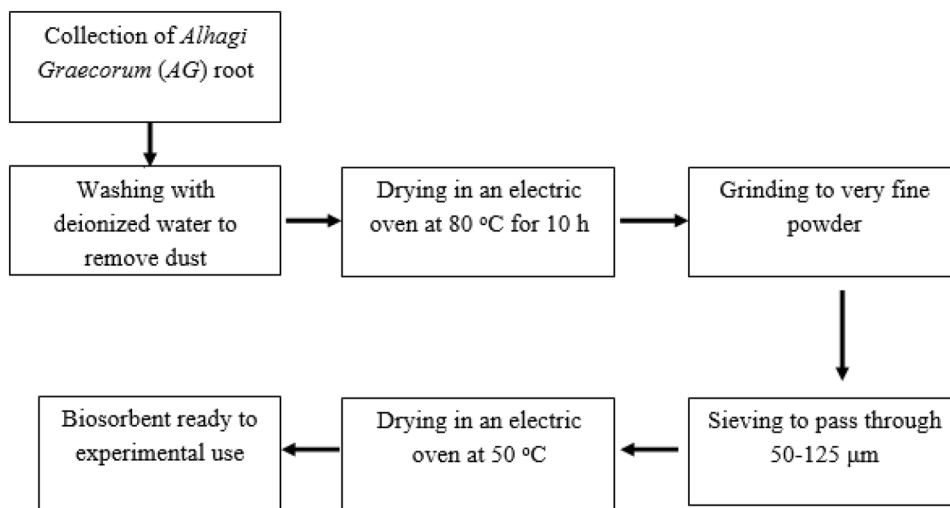 Collection of Alhagi
Graecorum (AG) root
Washing with
deionized water to
remove dust
Drying in an electric
oven at 80 ºC for 10 h
Grinding to very fine
powder
Sieving to pass through
50-125 µm
Drying in an electric
oven at 50 ºC
Biosorbent ready to
experimental use